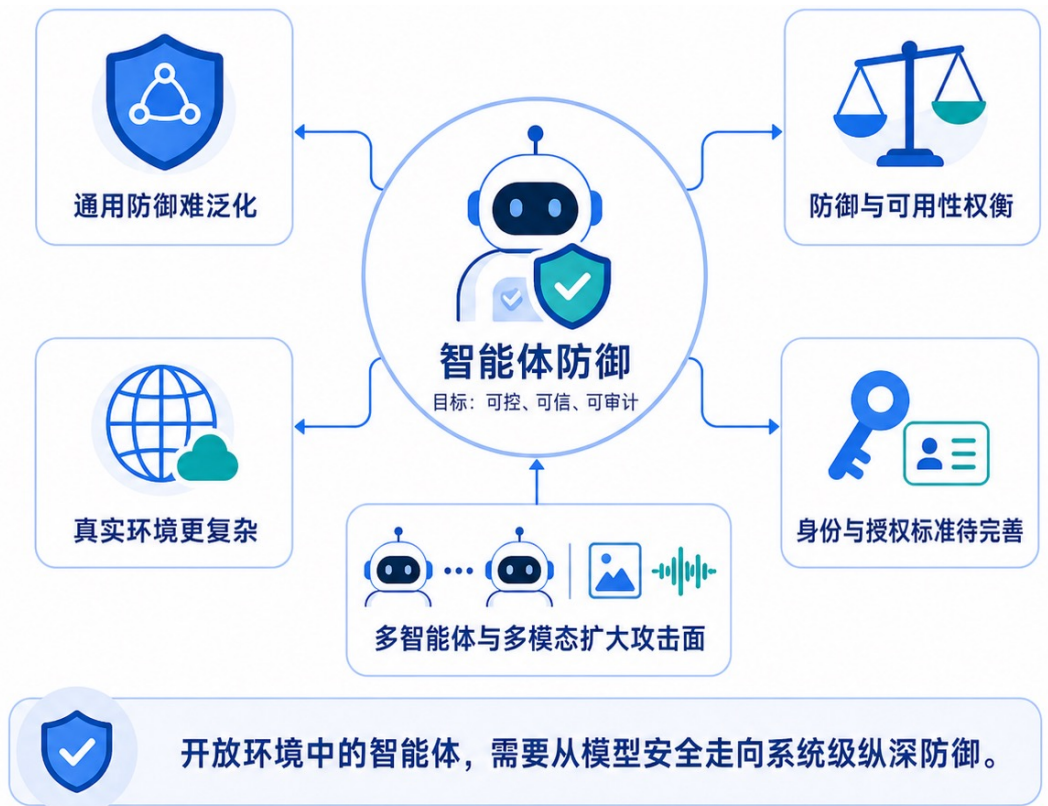 通用防御难泛化
防御与可用性权衡
智能体防御
目标：可控、可信、可审计
真实环境更复杂
身份与授权标准待完善
多智能体与多模态扩大攻击面
开放环境中的智能体，需要从模型安全走向系统级纵深防御。